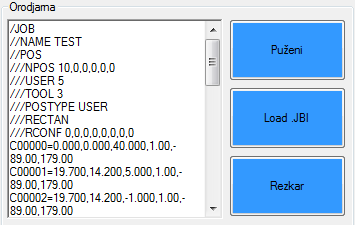 Orodjarna
/JOB
//NAME TEST
//POS
///NPOS 10,0,0,0,0,0
///USER 5
///TOOL 3
///POSTYPE USER
///RECTAN
///RCONF 0,0,0,0,0,0,0,0
C00000=0.000,0.000,40.000,1.00,-
89.00,179.00
C00001=19.700,14.200,5.000,1.00,-
89.00,179.00
C00002=19.700,14.200,-1.000,1.00,-
89.00,179.00
Puženi
Load .JBI
Rezkar